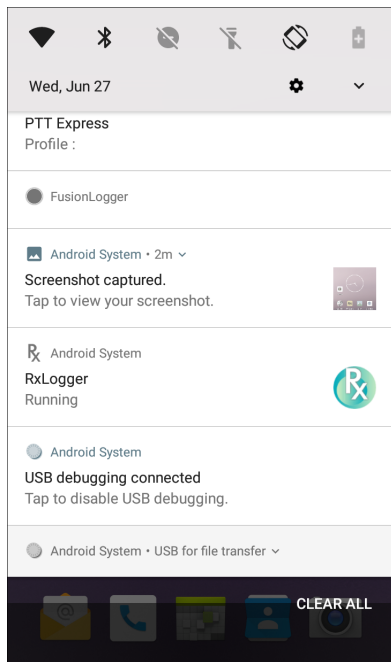 Wed, Jun 27
PTT Express
Profile :
FusionLogger
Android System • 2m
Screenshot captured.
Tap to view your screenshot.
Rx Android System
RxLogger
Running
Rx
Android System
USB debugging connected
Tap to disable USB debugging.
Android System • USB for file transfer
@
CLEAR ALL